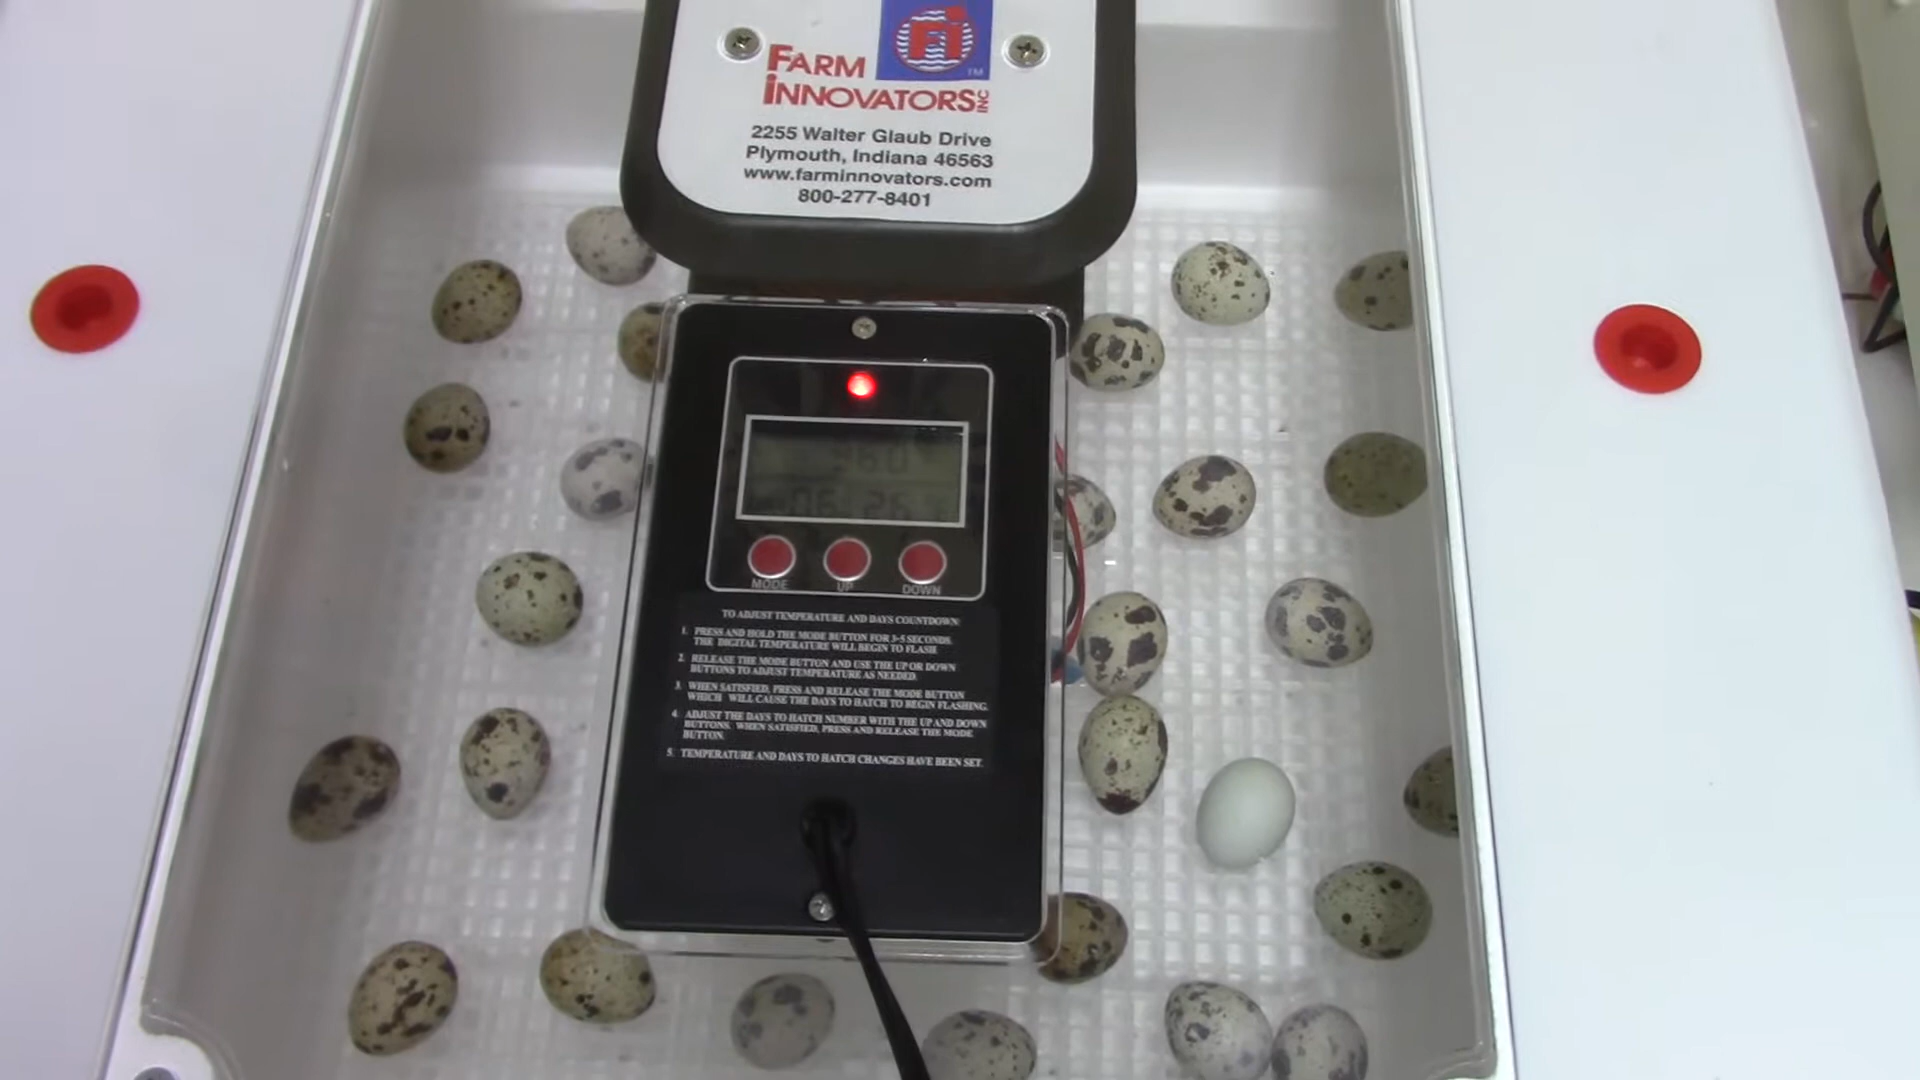 Fi
TM
FARM
INNOVATORS INC
2255 Walter Glaub Drive
Plymouth, Indiana 46563
www.farminnovators.com
800-277-8401
MODE UP DOWN
TO ADJUST TEMPERATURE AND DAYS COUNTDOWN
1. PRESS AND HOLD THE MODE BUTTON FOR 3-5 SECONDS.
THE DIGITAL TEMPERATURE WILL BEGIN TO FLASH
2. RELEASE THE MODE BUTTON AND USE THE UP OR DOWN
BUTTONS TO ADJUST TEMPERATURE AS NEEDED.
3. WHEN SATISFIED, PRESS AND RELEASE THE MODE BUTTON
WHICH WILL CAUSE THE DAYS TO HATCH TO BEGIN FLASHING.
4. ADJUST THE DAYS TO HATCH NUMBER WITH THE UP AND DOWN
BUTTONS. WHEN SATISFIED, PRESS AND RELEASE THE MODE
BUTTON.
5. TEMPERATURE AND DAYS TO HATCH CHANGES HAVE BEEN SET.